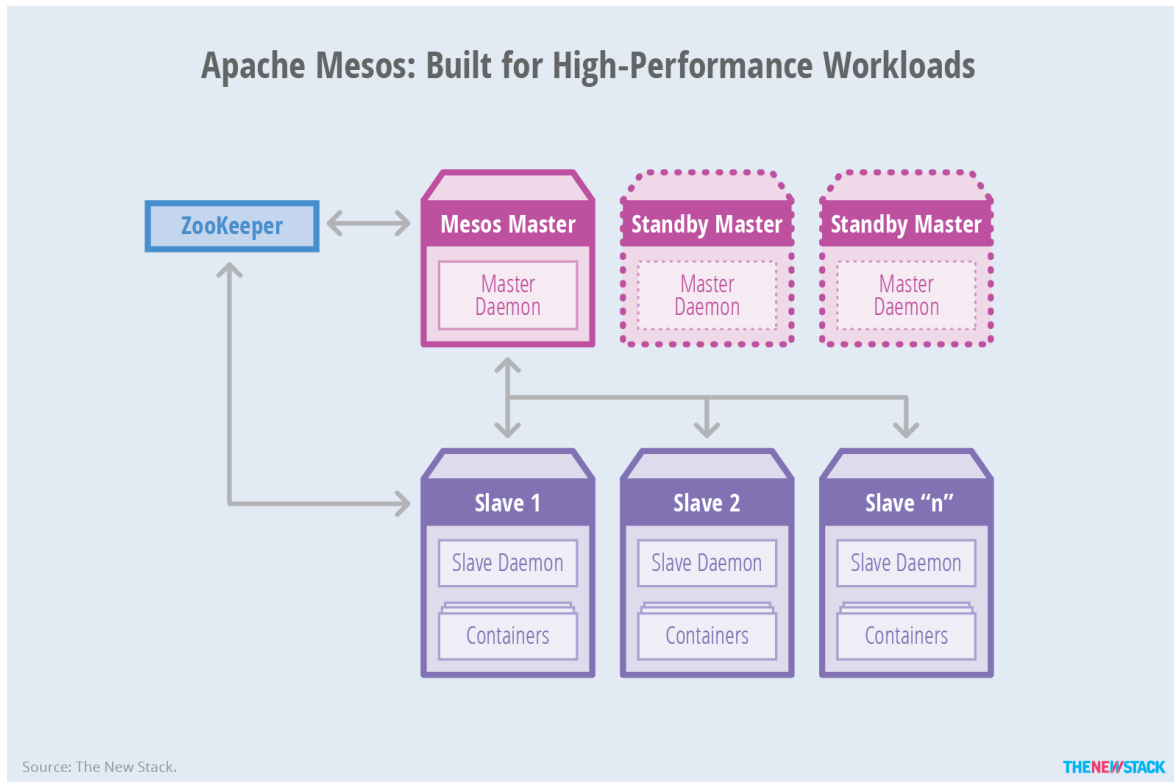 Apache Mesos: Built for High-Performance Workloads
ZooKeeper
Mesos Master
Standby Master
Standby Master
Master
Daemon
Master
Daemon
Master
Daemon
Slave 1
Slave 2
Slave “n”
Slave Daemon
Slave Daemon
Slave Daemon
Containers
Containers
Containers
Source: The New Stack.
THENEWSTACK